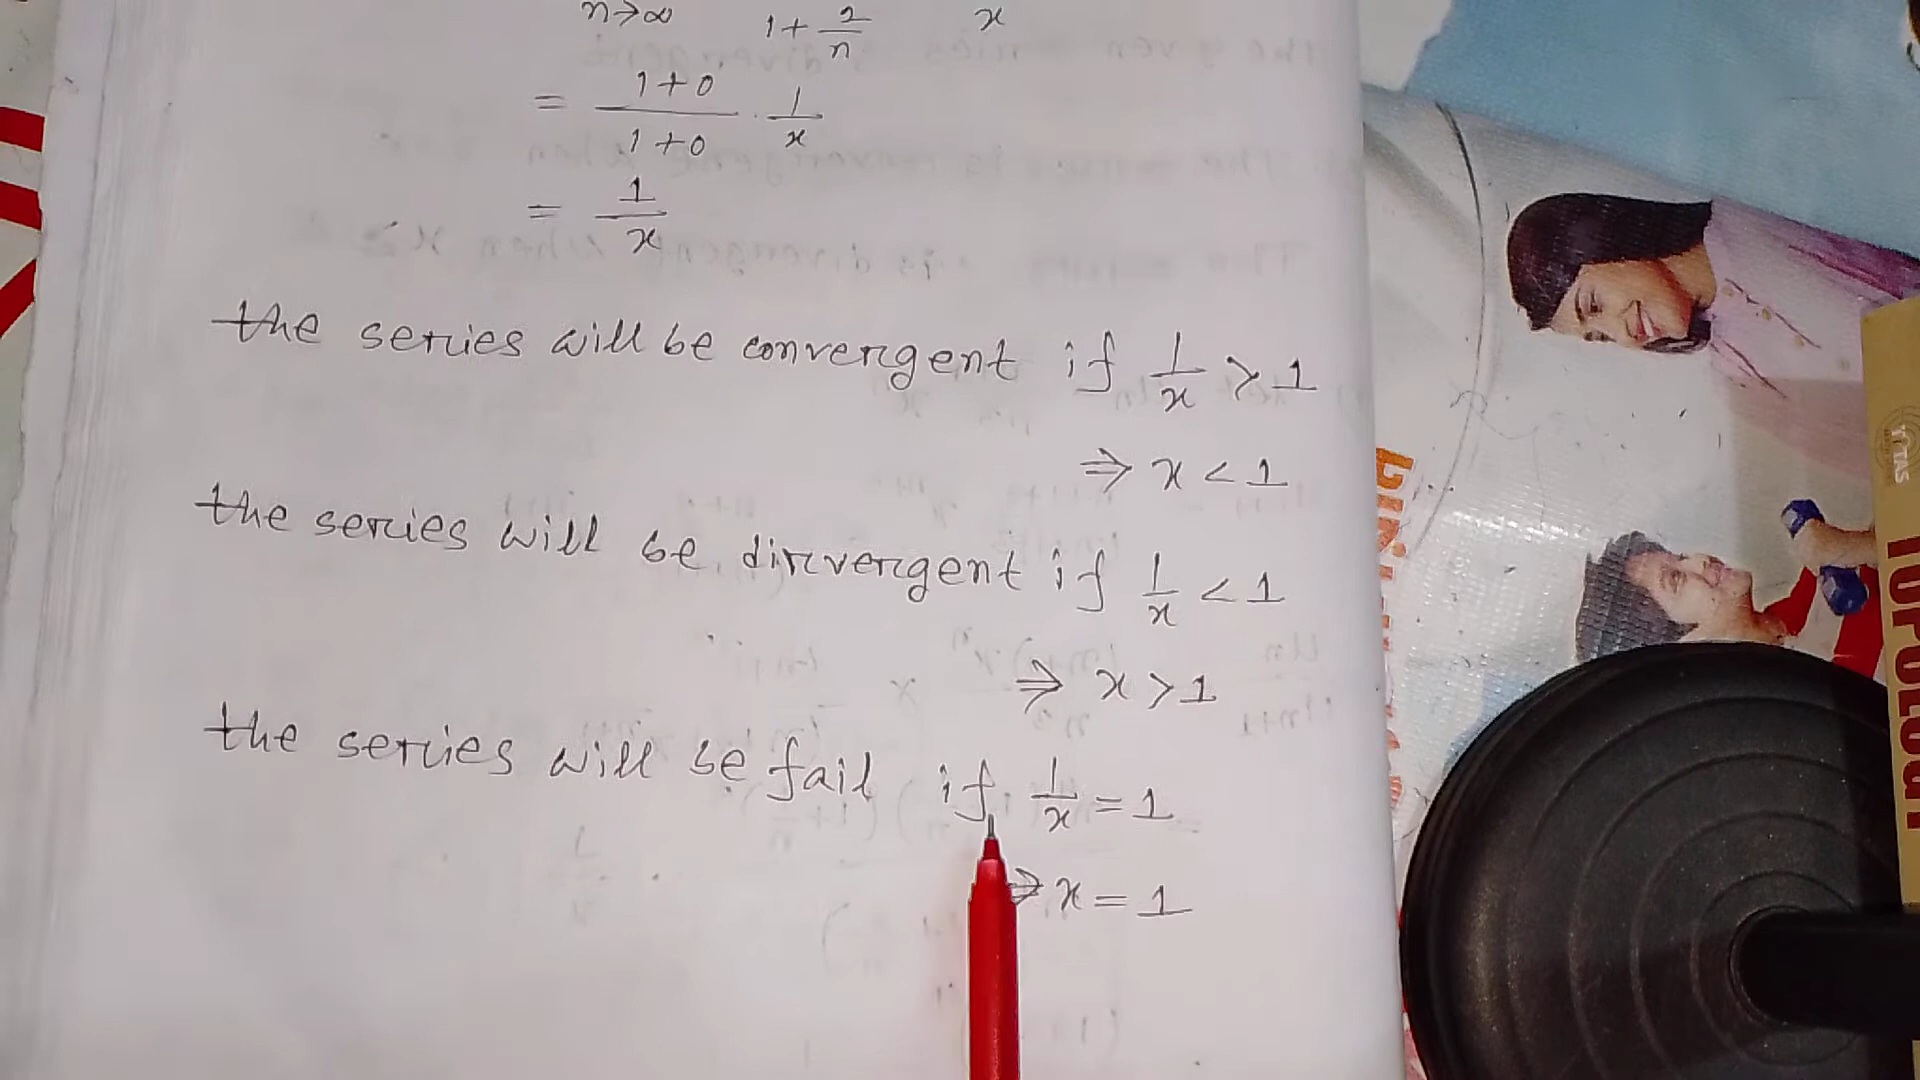 n→∞ 1+2/n x
= 1+0/1+0 · 1/x
= 1/x
the series will be convergent if 1/x > 1
⇒ x < 1
the series will be dirvergent if 1/x < 1
⇒ x > 1
the series will be fail if 1/x = 1
⇒ x = 1
TITAS
TOPOLOGY